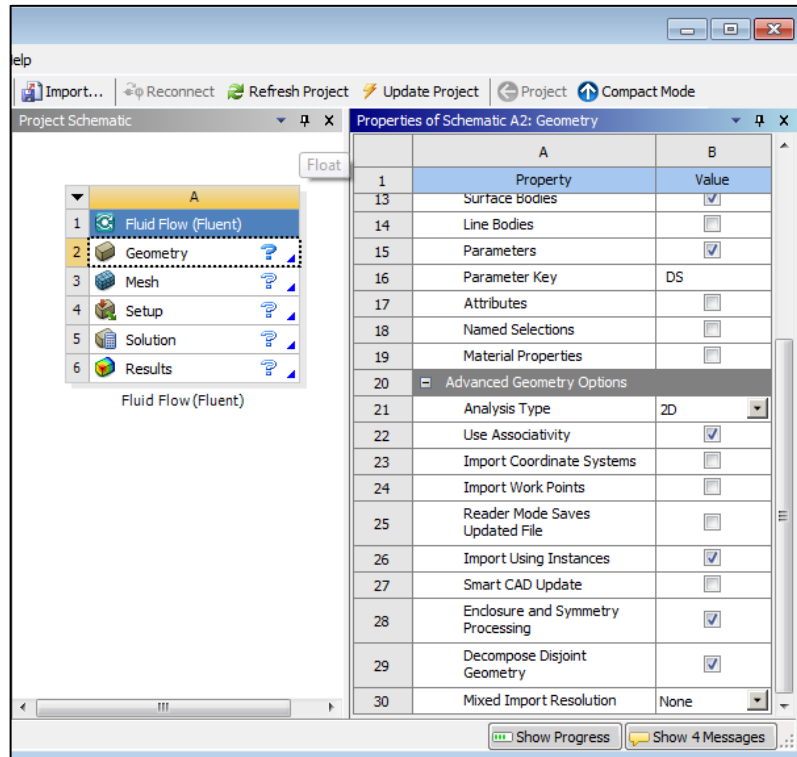 elp
Import... Reconnect Refresh Project Update Project Project Compact Mode
Project Schematic
Float
A
1 Fluid Flow (Fluent)
2 Geometry ?
3 Mesh ?
4 Setup ?
5 Solution ?
6 Results ?
Fluid Flow (Fluent)
Properties of Schematic A2: Geometry
A B
1 Property Value
13 Surface Bodies
14 Line Bodies
15 Parameters
16 Parameter Key DS
17 Attributes
18 Named Selections
19 Material Properties
20 Advanced Geometry Options
21 Analysis Type 2D
22 Use Associativity
23 Import Coordinate Systems
24 Import Work Points
25 Reader Mode Saves
Updated File
26 Import Using Instances
27 Smart CAD Update
28 Enclosure and Symmetry
Processing
29 Decompose Disjoint
Geometry
30 Mixed Import Resolution None
Show Progress Show 4 Messages